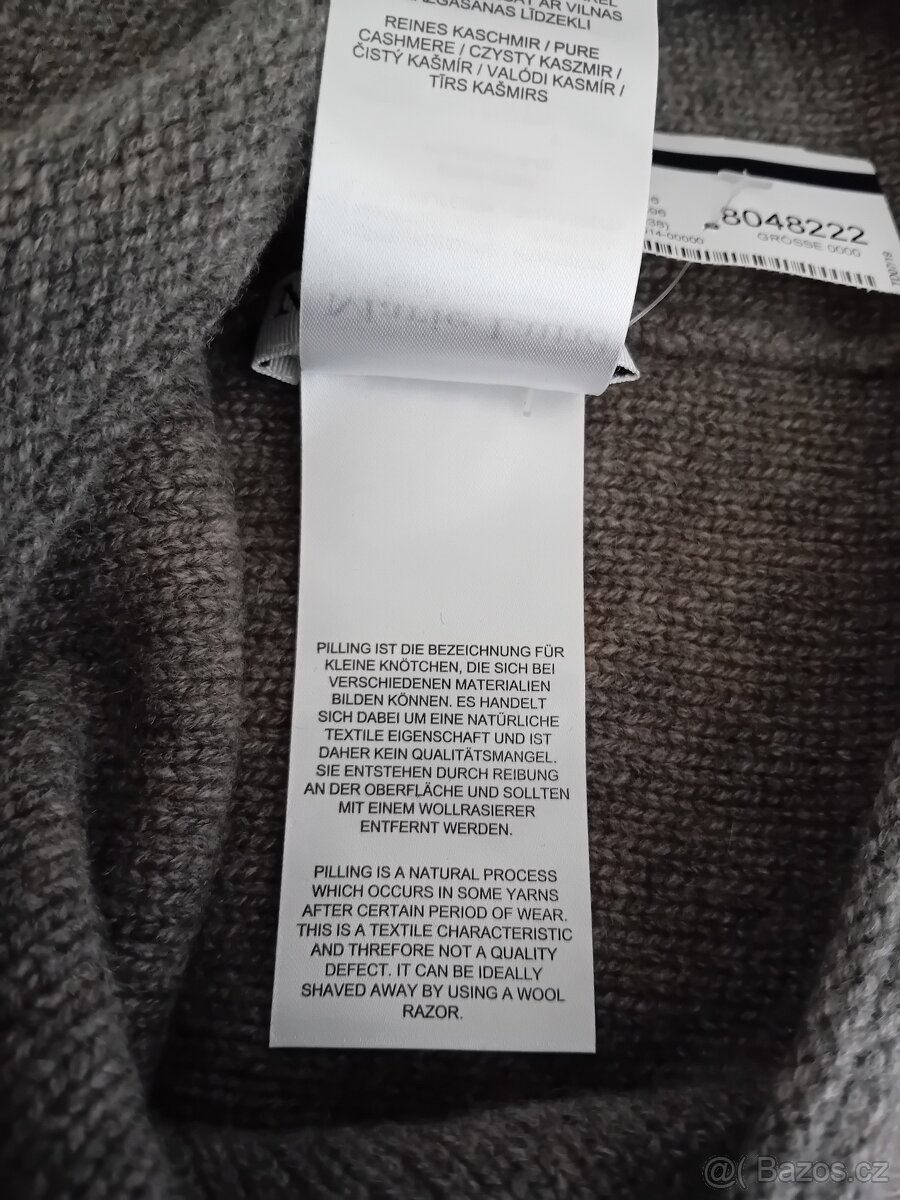 AR VILNAS
MAZGĀŠANAS LĪDZEKLI
REINES KASCHMIR / PURE
CASHMERE / CZYSTY KASZMIR /
ČISTÝ KAŠMÍR / VALÓDI KASMÍR /
TĪRS KAŠMIRS
8048222
GRÖSSE 0000
PILLING IST DIE BEZEICHNUNG FÜR
KLEINE KNÖTCHEN, DIE SICH BEI
VERSCHIEDENEN MATERIALIEN
BILDEN KÖNNEN. ES HANDELT
SICH DABEI UM EINE NATÜRLICHE
TEXTILE EIGENSCHAFT UND IST
DAHER KEIN QUALITÄTSMANGEL.
SIE ENTSTEHEN DURCH REIBUNG
AN DER OBERFLÄCHE UND SOLLTEN
MIT EINEM WOLLRASIERER
ENTFERNT WERDEN.
PILLING IS A NATURAL PROCESS
WHICH OCCURS IN SOME YARNS
AFTER CERTAIN PERIOD OF WEAR.
THIS IS A TEXTILE CHARACTERISTIC
AND THREFORE NOT A QUALITY
DEFECT. IT CAN BE IDEALLY
SHAVED AWAY BY USING A WOOL
RAZOR.
@( Bazos.cz